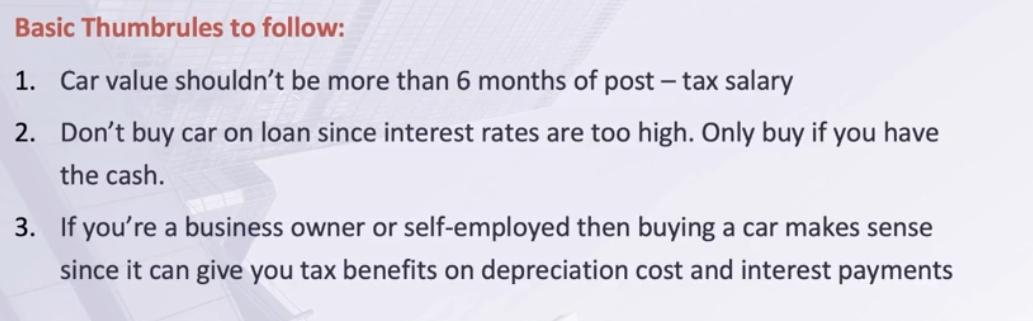 Basic Thumbrules to follow:
1. Car value shouldn't be more than 6 months of post – tax salary
2. Don't buy car on loan since interest rates are too high. Only buy if you have
the cash.
3. If you're a business owner or self-employed then buying a car makes sense
since it can give you tax benefits on depreciation cost and interest payments